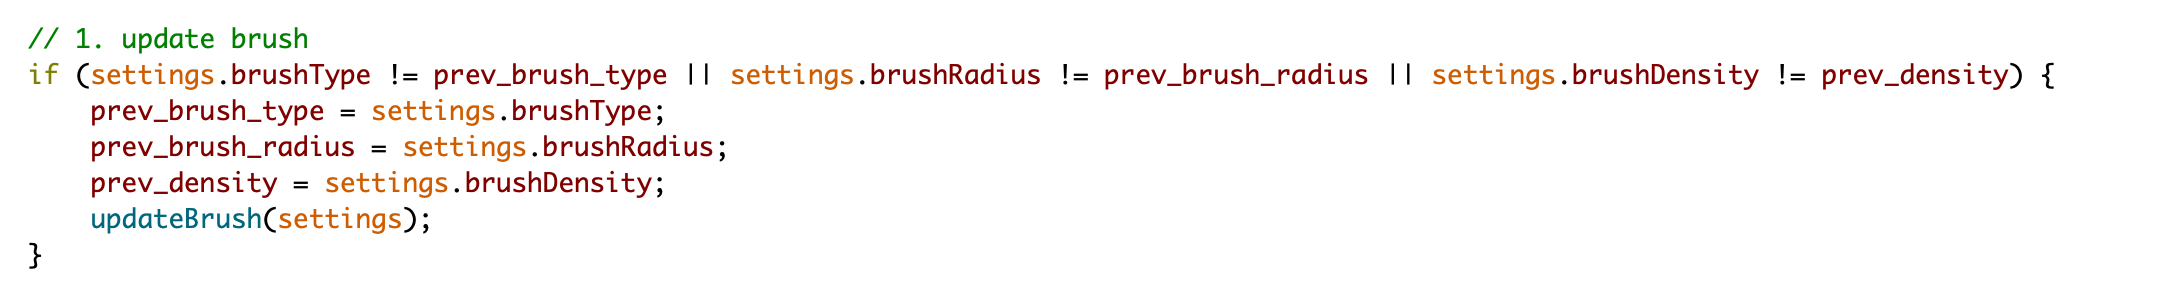 // 1. update brush
if (settings.brushType != prev_brush_type || settings.brushRadius != prev_brush_radius || settings.brushDensity != prev_density) {
    prev_brush_type = settings.brushType;
    prev_brush_radius = settings.brushRadius;
    prev_density = settings.brushDensity;
    updateBrush(settings);
}